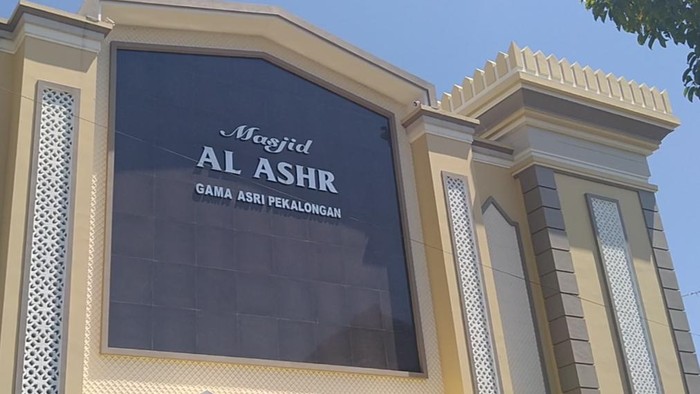 Masjid
AL ASHR
GAMA ASRI PEKALONGAN